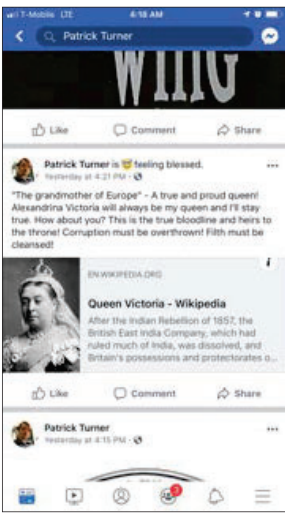 T-Mobile LTE 4:18 AM
Patrick Turner
WHIG
Like Comment Share
Patrick Turner is feeling blessed.
Yesterday at 4:21 PM
"The grandmother of Europe" - A true and proud queen!
Alexandrina Victoria will always be my queen and I'll stay
true. How about you? This is the true bloodline and heirs to
the throne! Corruption must be overthrown! Filth must be
cleansed!
EN.WIKIPEDIA.ORG
i
Queen Victoria - Wikipedia
After the Indian Rebellion of 1857, the
British East India Company, which had
ruled much of India, was dissolved, and
Britain's possessions and protectorates o...
Like Comment Share
Patrick Turner
Yesterday at 4:15 PM
3